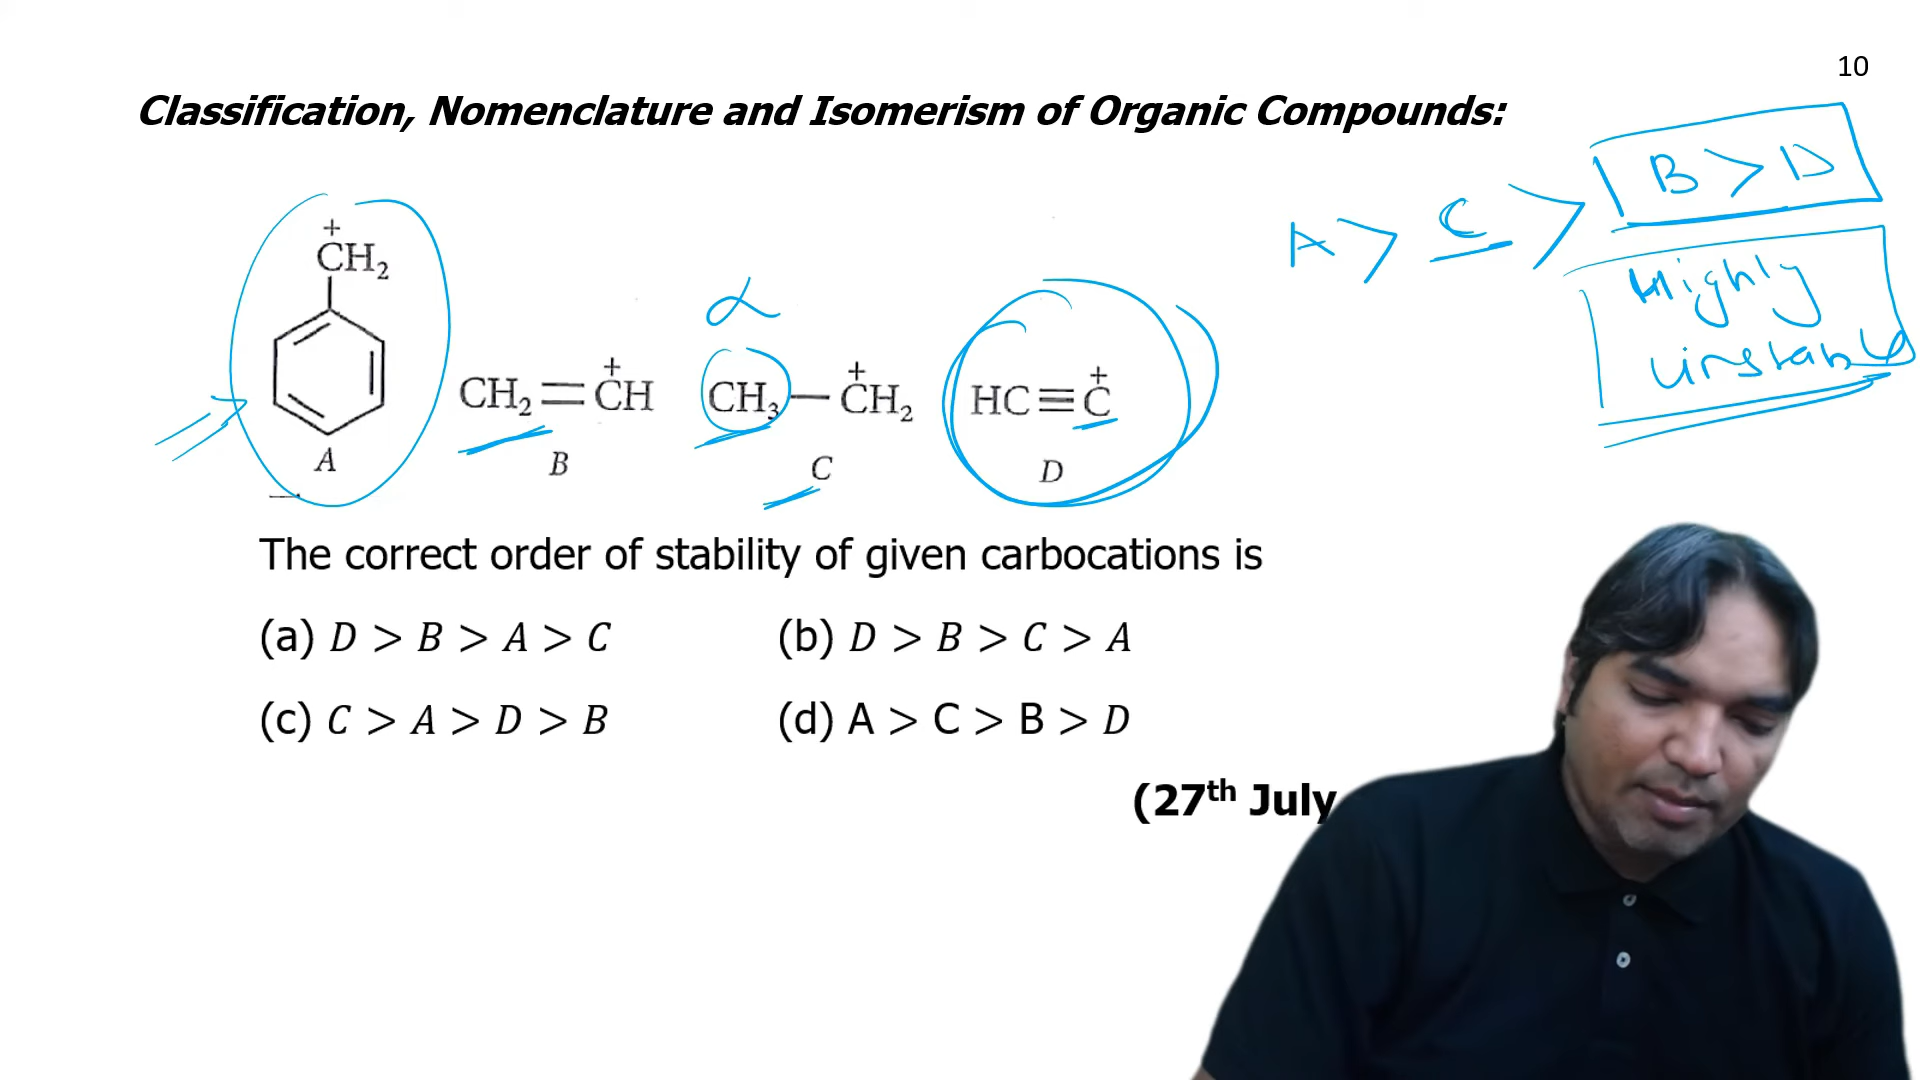 10
Classification, Nomenclature and Isomerism of Organic Compounds:
A > C > B > D
Highly
unstable
+
CH2
A
CH2=CH+
B
α
CH3—CH2+
C
HC≡C+
D
The correct order of stability of given carbocations is
(a) D > B > A > C (b) D > B > C > A
(c) C > A > D > B (d) A > C > B > D
(27th July